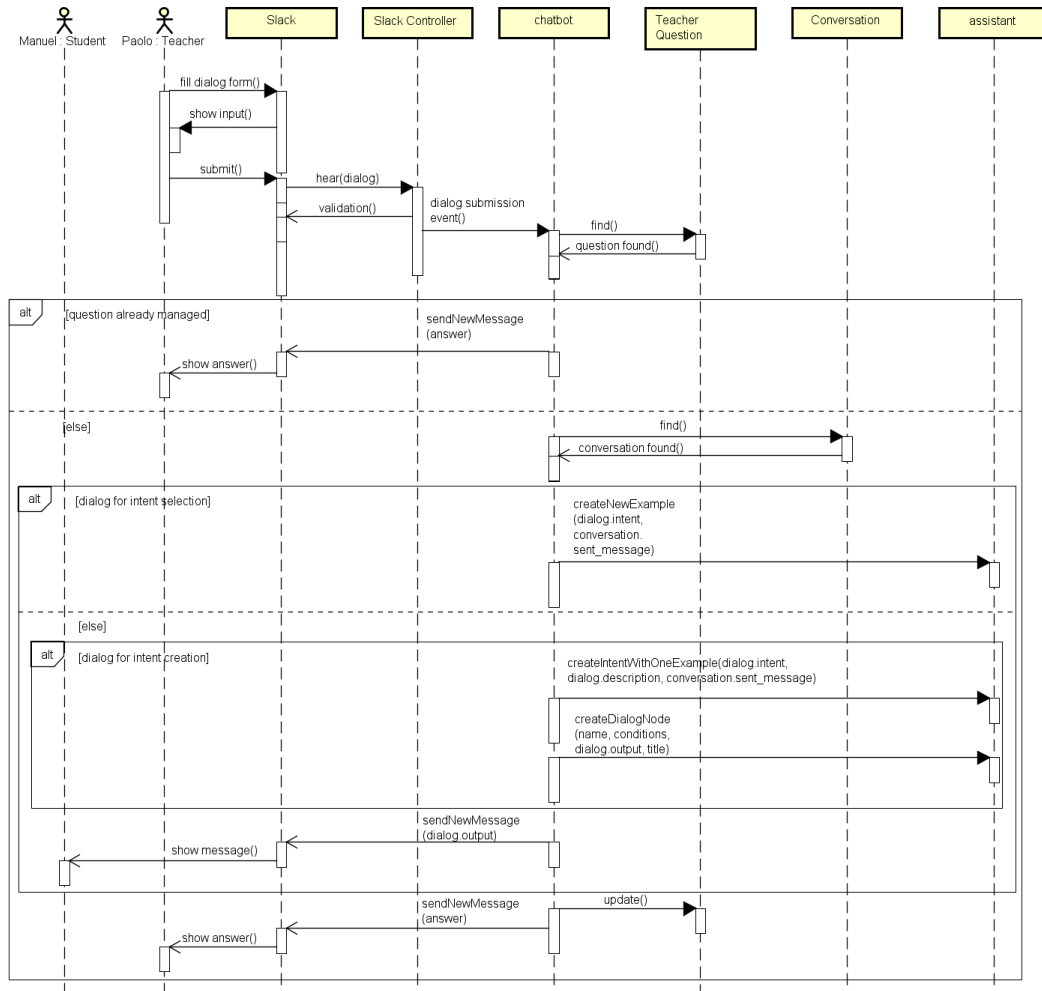 Manuel : Student
Paolo : Teacher
Slack
Slack Controller
chatbot
Teacher
Question
Conversation
assistant
fill dialog form()
show input()
submit()
hear(dialog)
validation()
dialog submission
event()
find()
question found()
alt
[question already managed]
sendNewMessage
(answer)
show answer()
[else]
find()
conversation found()
alt
[dialog for intent selection]
createNewExample
(dialog.intent,
conversation.
sent_message)
[else]
alt
[dialog for intent creation]
createIntentWithOneExample(dialog.intent,
dialog.description, conversation.sent_message)
createDialogNode
(name, conditions,
dialog.output, title)
sendNewMessage
(dialog.output)
show message()
sendNewMessage
(answer)
update()
show answer()